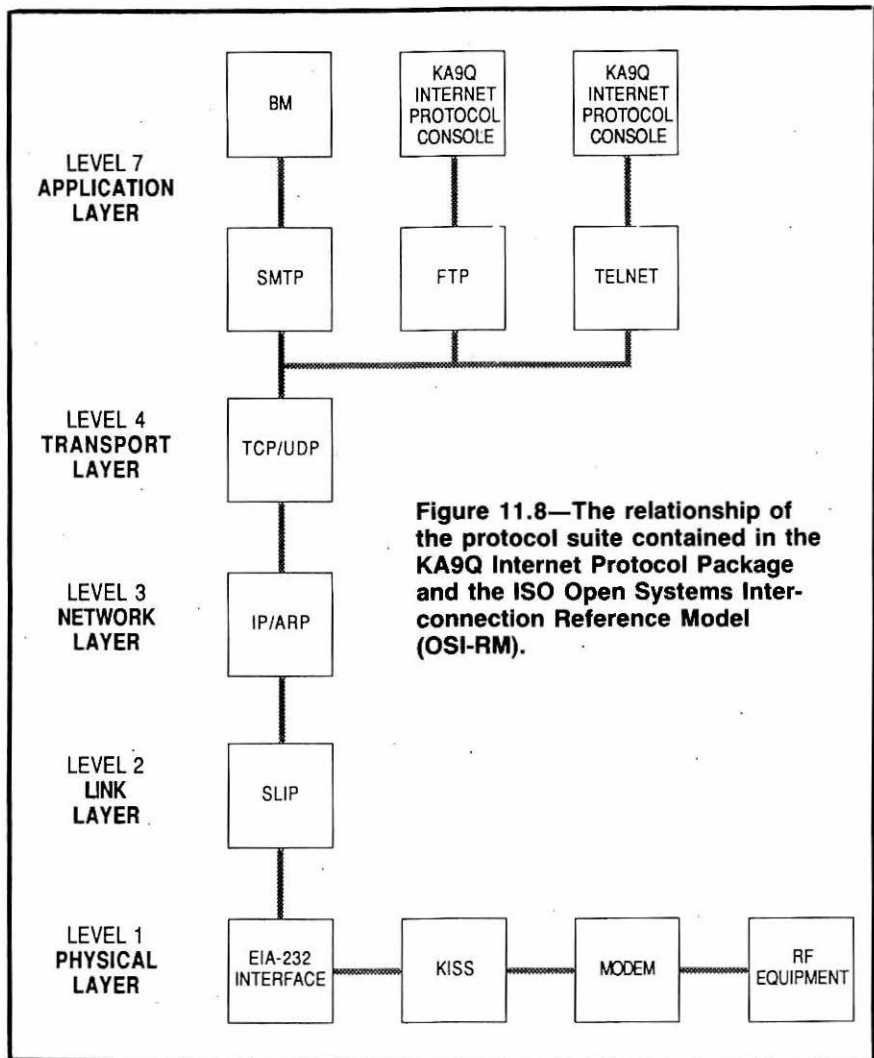 LEVEL 7
APPLICATION
LAYER
BM
KA9Q
INTERNET
PROTOCOL
CONSOLE
KA9Q
INTERNET
PROTOCOL
CONSOLE
SMTP
FTP
TELNET
LEVEL 4
TRANSPORT
LAYER
TCP/UDP
Figure 11.8—The relationship of
the protocol suite contained in the
KA9Q Internet Protocol Package
and the ISO Open Systems Inter-
connection Reference Model
(OSI-RM).
LEVEL 3
NETWORK
LAYER
IP/ARP
LEVEL 2
LINK
LAYER
SLIP
LEVEL 1
PHYSICAL
LAYER
EIA-232
INTERFACE
KISS
MODEM
RF
EQUIPMENT